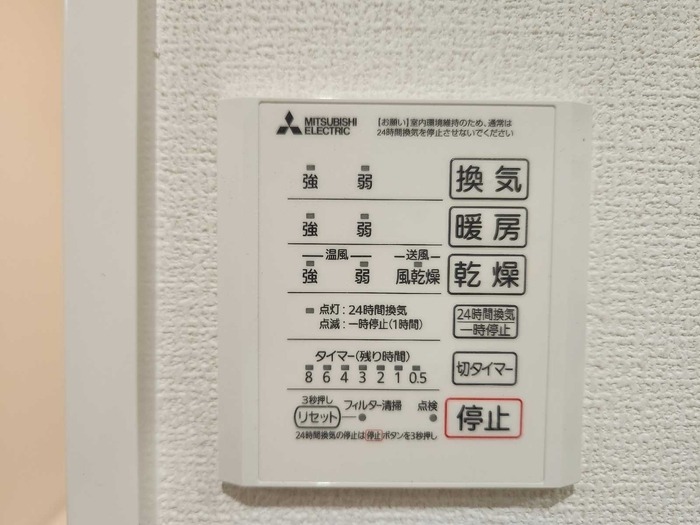 MITSUBISHI
ELECTRIC
【お願い】室内環境維持のため、通常は
24時間換気を停止させないでください
強 弱 換気
強 弱 暖房
温風 送風
強 弱 風乾燥 乾燥
点灯:24時間換気
点滅:一時停止(1時間)
24時間換気
一時停止
タイマー(残り時間)
8 6 4 3 2 1 0.5
切タイマー
3秒押し
リセット フィルター清掃 点検
停止
24時間換気の停止は停止ボタンを3秒押し